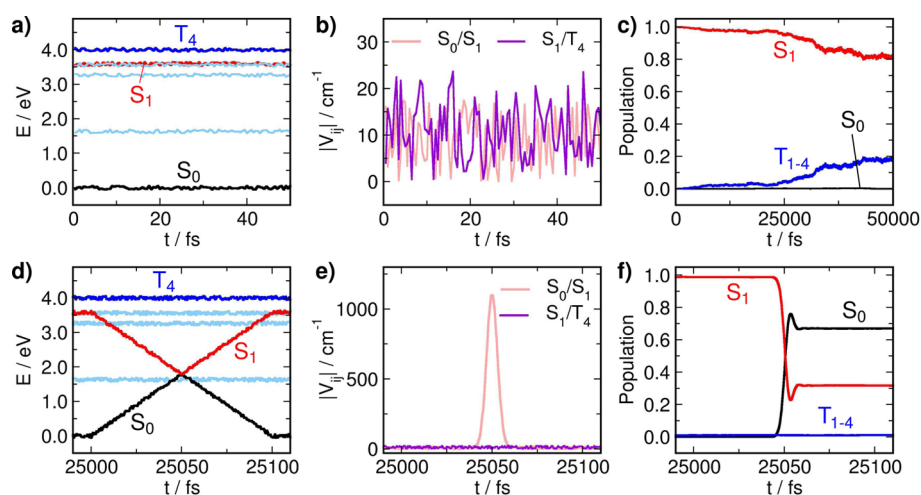 a)
E / eV
4.0
3.0
2.0
1.0
0.0
T₄
S₁
S₀
0 20 40
t / fs
b)
|Vᵢⱼ| / cm⁻¹
30
20
10
0
S₀/S₁
S₁/T₄
0 20 40
t / fs
c)
Population
1.0
0.8
0.6
0.4
0.2
0.0
S₁
S₀
T₁₋₄
0 25000 50000
t / fs
d)
E / eV
4.0
3.0
2.0
1.0
0.0
T₄
S₁
S₀
25000 25050 25100
t / fs
e)
|Vᵢⱼ| / cm⁻¹
1000
500
0
S₀/S₁
S₁/T₄
25000 25050 25100
t / fs
f)
Population
1.0
0.8
0.6
0.4
0.2
0.0
S₁
S₀
T₁₋₄
25000 25050 25100
t / fs